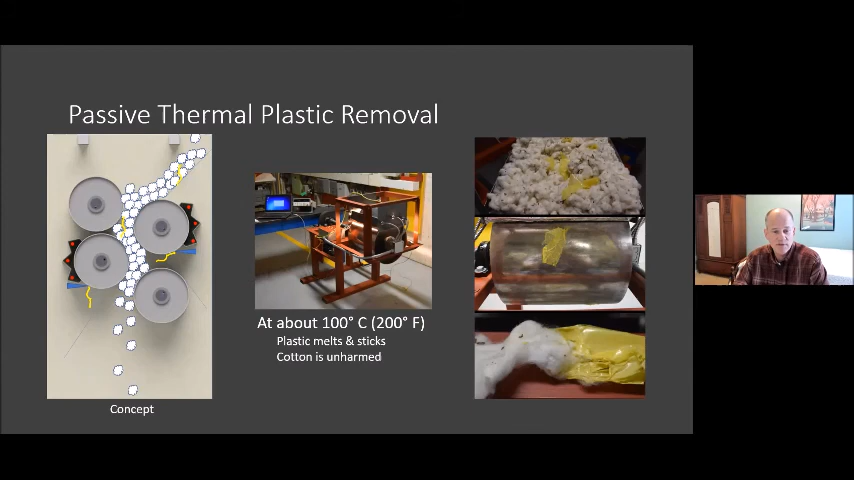 Passive Thermal Plastic Removal
At about 100° C (200° F)
Plastic melts & sticks
Cotton is unharmed
Concept